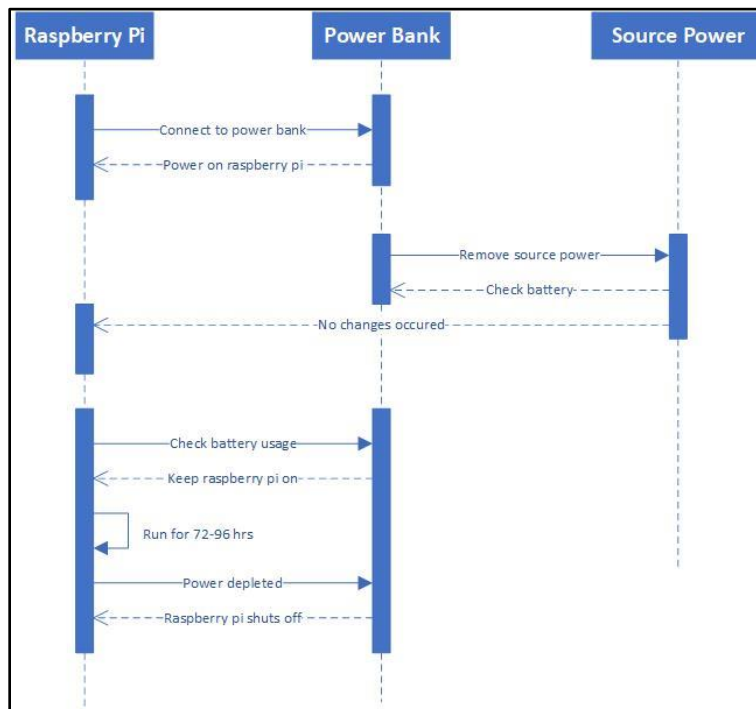 Raspberry Pi
Power Bank
Source Power
Connect to power bank
Power on raspberry pi
Remove source power
Check battery
No changes occured
Check battery usage
Keep raspberry pi on
Run for 72-96 hrs
Power depleted
Raspberry pi shuts off